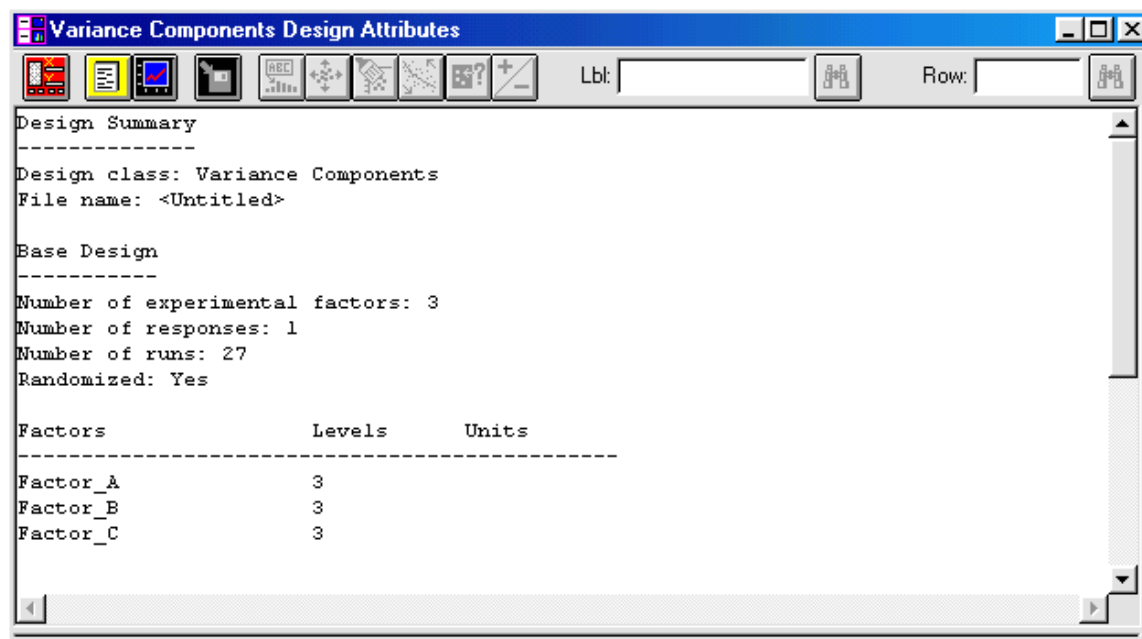 Variance Components Design Attributes
ABC ? Lbl: Row:
Design Summary
--------------
Design class: Variance Components
File name: <Untitled>
Base Design
-----------
Number of experimental factors: 3
Number of responses: 1
Number of runs: 27
Randomized: Yes
Factors Levels Units
-----------------------------------------------
Factor_A 3
Factor_B 3
Factor_C 3